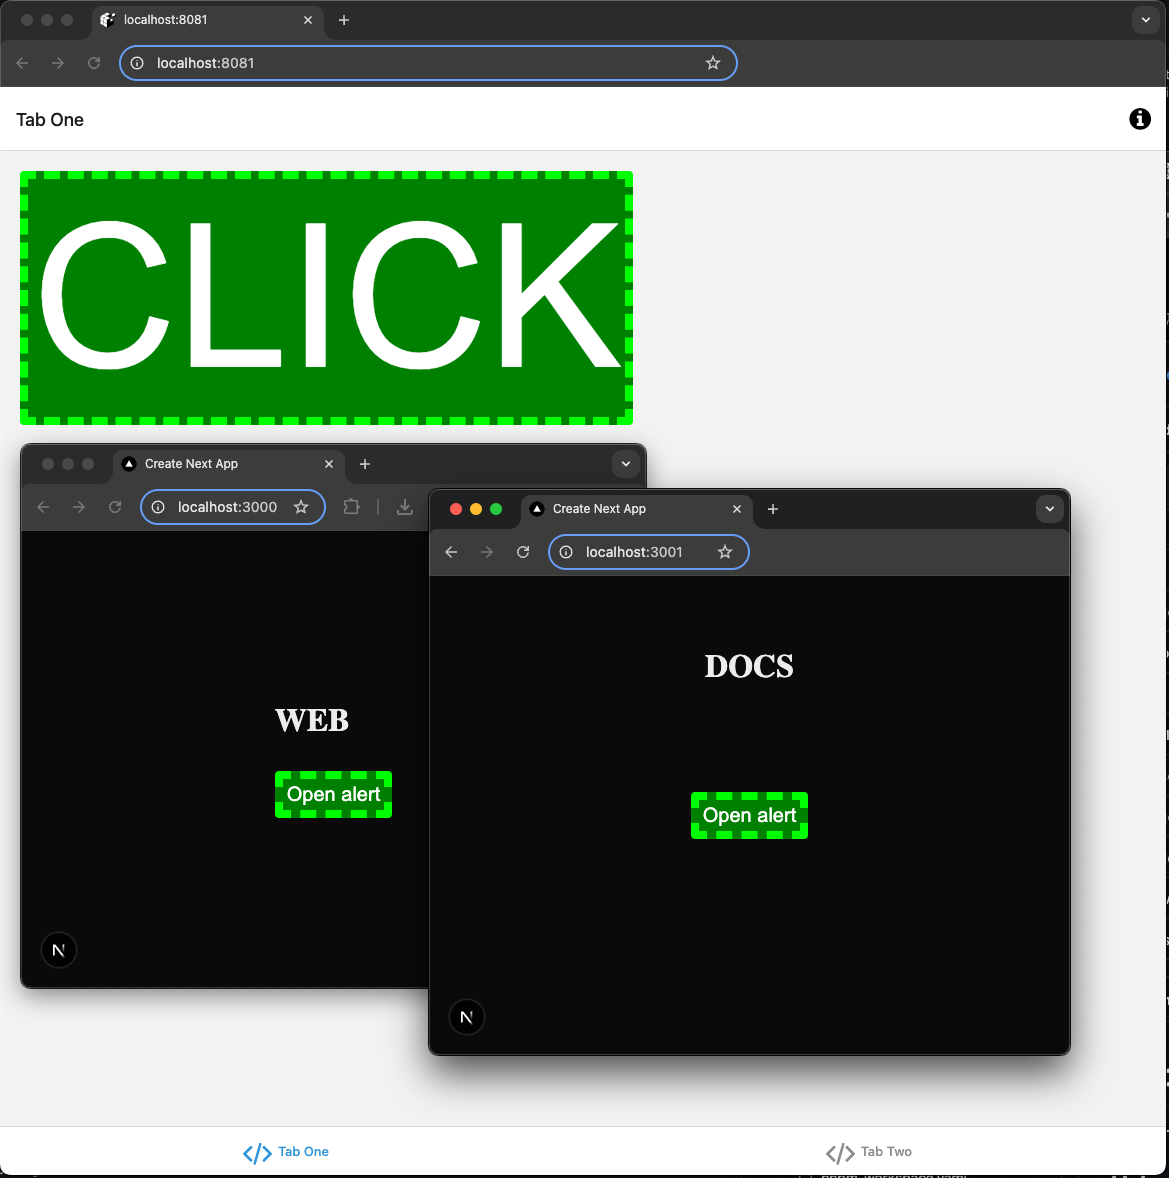 localhost:8081
localhost:8081
Tab One
CLICK
Create Next App
localhost:3000
WEB
Open alert
N
Create Next App
localhost:3001
DOCS
Open alert
N
Tab One
Tab Two